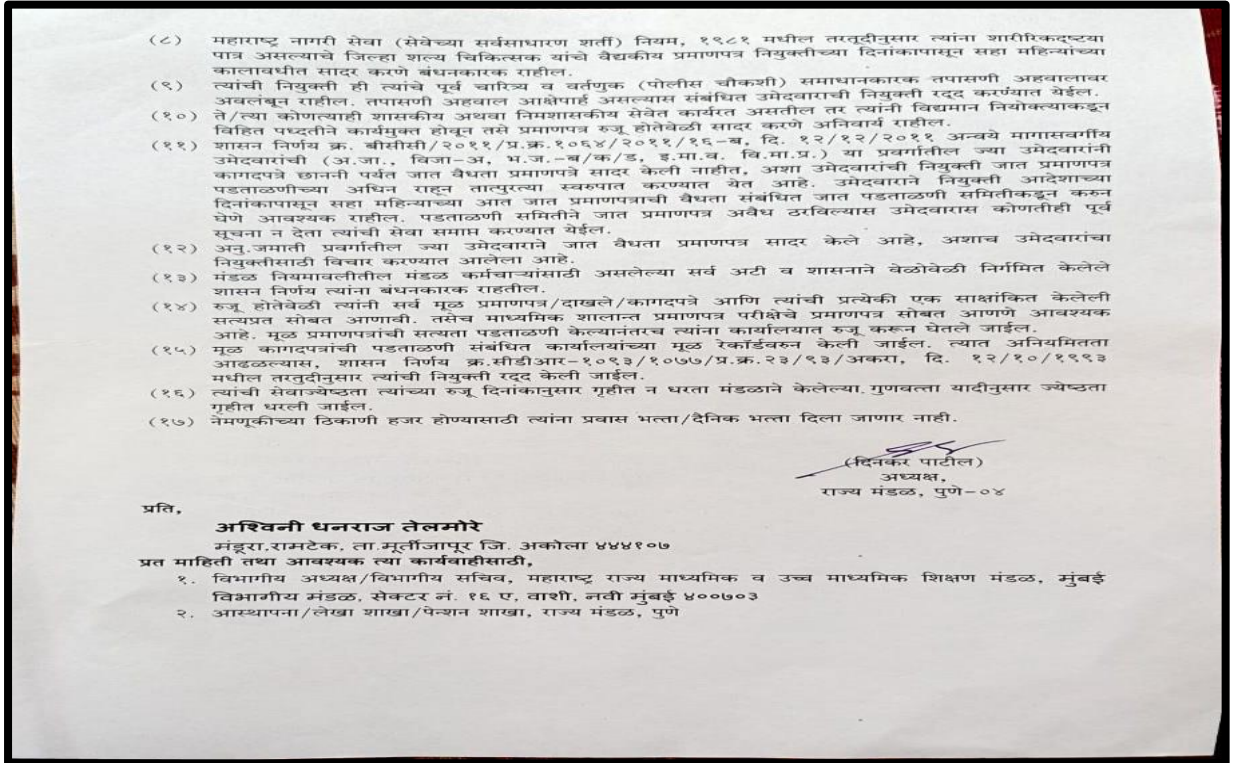 (८) महाराष्ट्र नागरी सेवा (सेवेच्या सर्वसाधारण शर्ती) नियम, १९८१ मधील तरतूदीनुसार त्यांना शारीरिकदृष्टया
पात्र असल्याचे जिल्हा शल्य चिकित्सक यांचे वैद्यकीय प्रमाणपत्र नियुक्तीच्या दिनांकापासून सहा महिन्यांच्या
कालावधीत सादर करणे बंधनकारक राहील.
(९) त्यांची नियुक्ती ही त्यांचे पूर्व चारित्र्य व वर्तणुक (पोलीस चौकशी) समाधानकारक तपासणी अहवालावर
अवलंबून राहील. तपासणी अहवाल आक्षेपार्ह असल्यास संबंधित उमेदवाराची नियुक्ती रद्द करण्यात येईल.
(१०) ते/त्या कोणत्याही शासकीय अथवा निमशासकीय सेवेत कार्यरत असतील तर त्यांनी विद्यमान नियोक्त्याकडून
विहित पध्दतीने कार्यमुक्त होवून तसे प्रमाणपत्र रुजू होतेवेळी सादर करणे अनिवार्य राहील.
(११) शासन निर्णय क्र. बीसीसी/२०११/प्र.क्र.१०६४/२०११/१६-ब, दि. १२/१२/२०११ अन्वये मागासवर्गीय
उमेदवारांची (अ.जा., विजा-अ, भ.ज.-ब/क/ड, इ.मा.व. वि.मा.प्र.) या प्रवर्गातील ज्या उमेदवारांनी
कागदपत्रे छाननी पर्यत जात वैधता प्रमाणपत्रे सादर केली नाहीत, अशा उमेदवारांची नियुक्ती जात प्रमाणपत्र
पडताळणीच्या अधिन राहून तात्पुरत्या स्वरुपात करण्यात येत आहे. उमेदवाराने नियुक्ती आदेशाच्या
दिनांकापासून सहा महिन्याच्या आत जात प्रमाणपत्राची वैधता संबंधित जात पडताळणी समितीकडून करुन
घेणे आवश्यक राहील. पडताळणी समितीने जात प्रमाणपत्र अवैध ठरविल्यास उमेदवारास कोणतीही पूर्व
सूचना न देता त्यांची सेवा समाप्त करण्यात येईल.
(१२) अनु.जमाती प्रवर्गातील ज्या उमेदवाराने जात वैधता प्रमाणपत्र सादर केले आहे, अशाच उमेदवारांचा
नियुक्तीसाठी विचार करण्यात आलेला आहे.
(१३) मंडळ नियमावलीतील मंडळ कर्मचाऱ्यांसाठी असलेल्या सर्व अटी व शासनाने वेळोवेळी निर्गमित केलेले
शासन निर्णय त्यांना बंधनकारक राहतील.
(१४) रुजू होतेवेळी त्यांनी सर्व मूळ प्रमाणपत्र/दाखले/कागदपत्रे आणि त्यांची प्रत्येकी एक साक्षांकित केलेली
सत्यप्रत सोबत आणावी. तसेच माध्यमिक शालान्त प्रमाणपत्र परीक्षेचे प्रमाणपत्र सोबत आणणे आवश्यक
आहे. मूळ प्रमाणपत्रांची सत्यता पडताळणी केल्यानंतरच त्यांना कार्यालयात रुजू करून घेतले जाईल.
(१५) मूळ कागदपत्रांची पडताळणी संबंधित कार्यालयांच्या मूळ रेकॉर्डवरुन केली जाईल. त्यात अनियमितता
आढळल्यास, शासन निर्णय क्र.सीडीआर-१०९३/१०७७/प्र.क्र.२३/९३/अकरा, दि. १२/१०/१९९३
मधील तरतुदीनुसार त्यांची नियुक्ती रद्द केली जाईल.
(१६) त्यांची सेवाज्येष्ठता त्यांच्या रुजू दिनांकानुसार गृहीत न धरता मंडळाने केलेल्या गुणवत्ता यादीनुसार ज्येष्ठता
गृहीत धरली जाईल.
(१७) नेमणूकीच्या ठिकाणी हजर होण्यासाठी त्यांना प्रवास भत्ता/दैनिक भत्ता दिला जाणार नाही.
(दिनकर पाटील)
अध्यक्ष,
राज्य मंडळ, पुणे-०४
प्रति,
अश्विनी धनराज तेलमोरे
मंडूरा,रामटेक, ता.मूर्तीजापूर जि. अकोला ४४४१०७
प्रत माहिती तथा आवश्यक त्या कार्यवाहीसाठी,
१. विभागीय अध्यक्ष/विभागीय सचिव, महाराष्ट्र राज्य माध्यमिक व उच्च माध्यमिक शिक्षण मंडळ, मुंबई
विभागीय मंडळ, सेक्टर नं. १६ ए, वाशी, नवी मुंबई ४००७०३
२. आस्थापना/लेखा शाखा/पेन्शन शाखा, राज्य मंडळ, पुणे